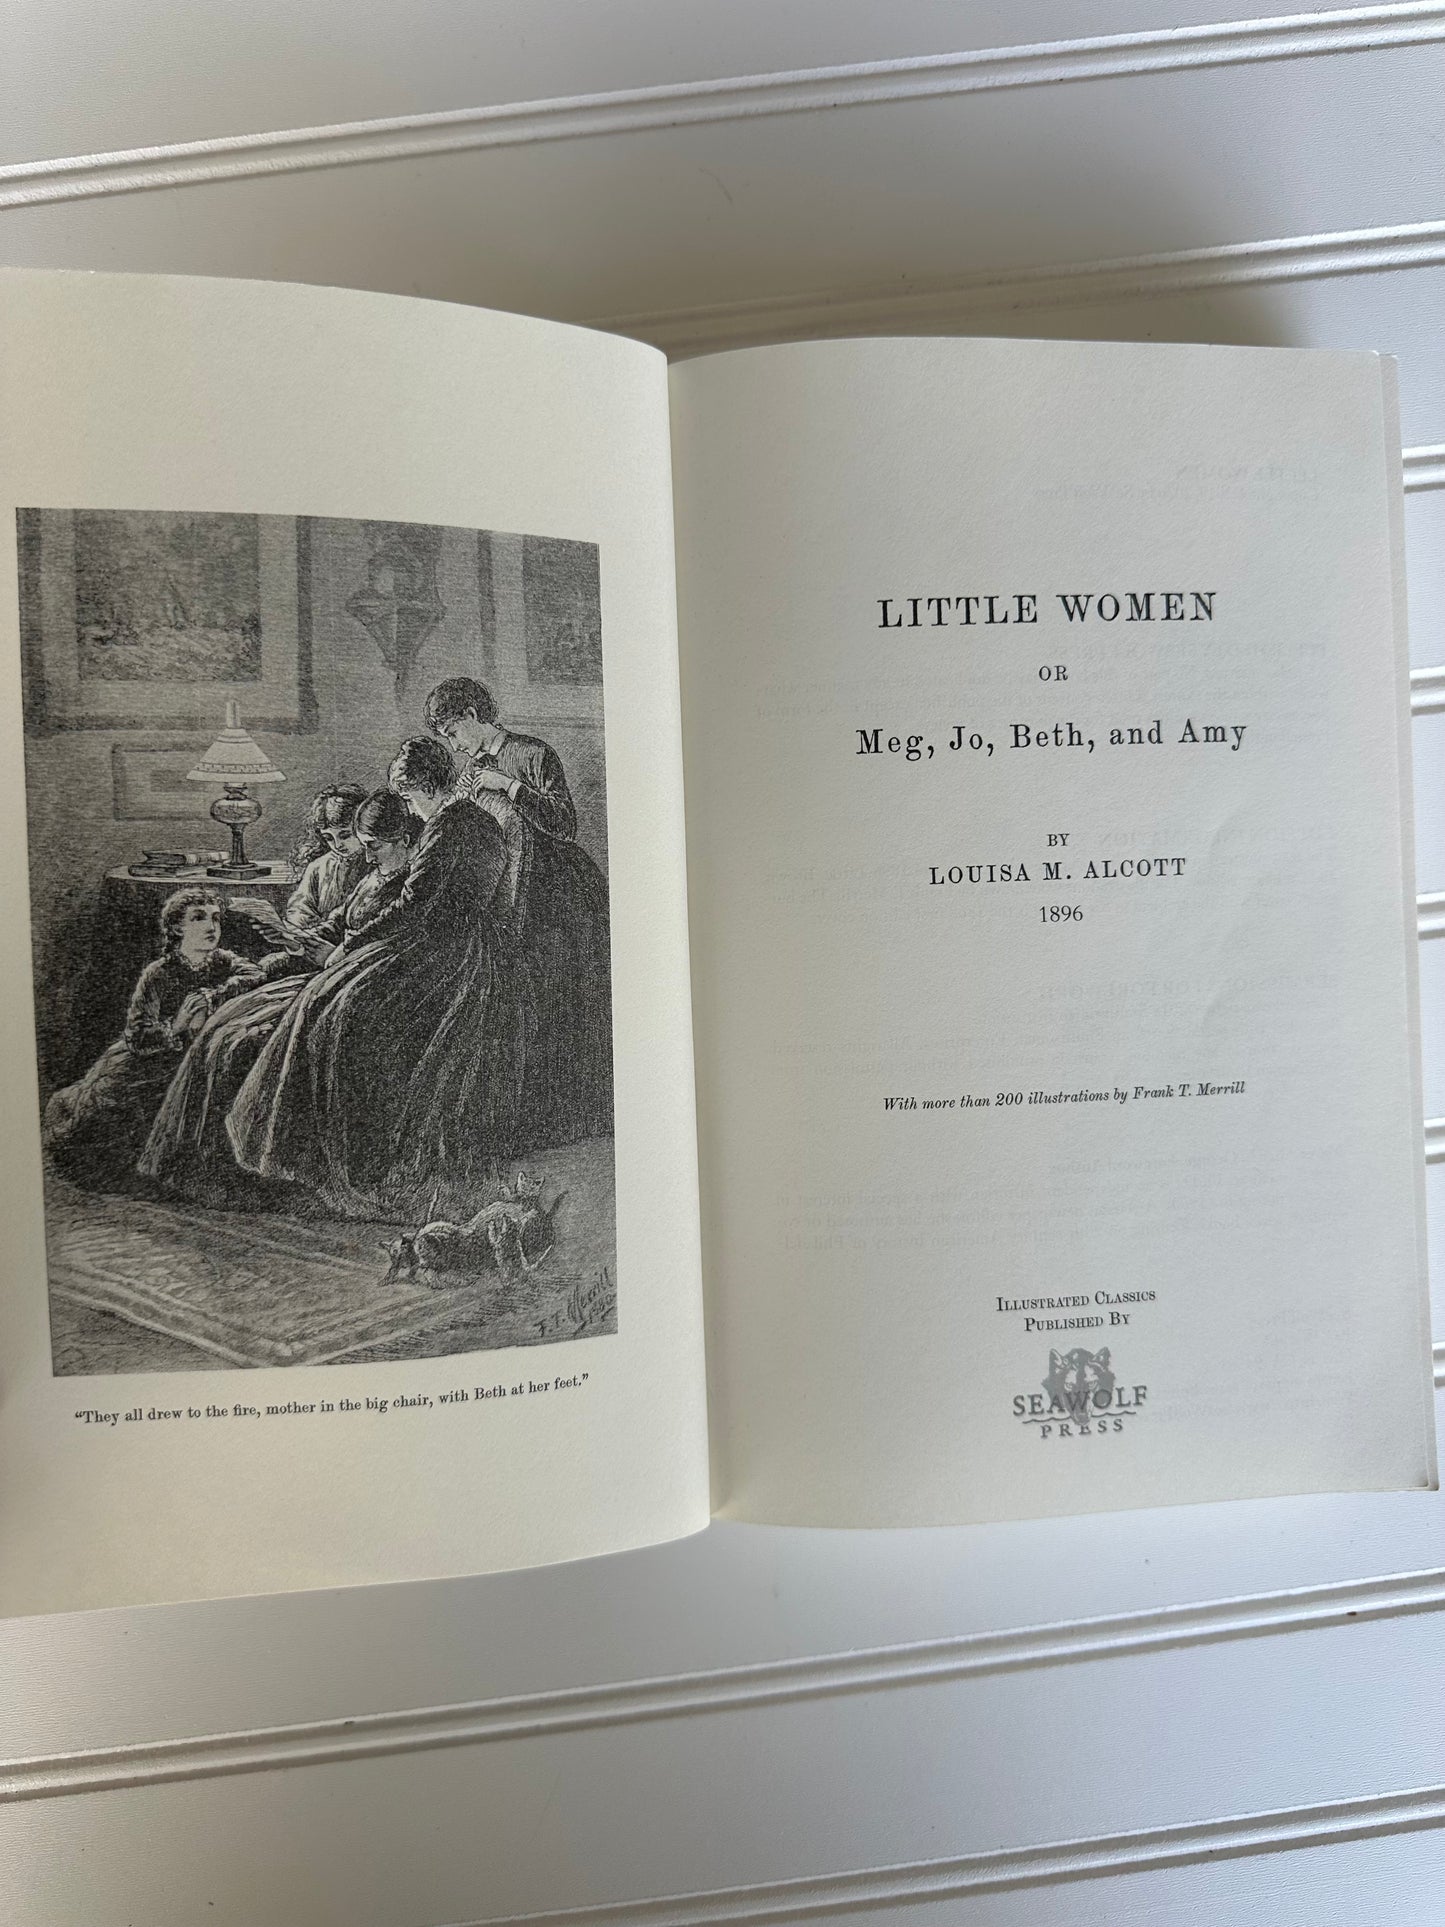 F. T. Merrill
1880
“They all drew to the fire, mother in the big chair, with Beth at her feet.”
LITTLE WOMEN
OR
Meg, Jo, Beth, and Amy
BY
LOUISA M. ALCOTT
1896
With more than 200 illustrations by Frank T. Merrill
ILLUSTRATED CLASSICS
PUBLISHED BY
SEAWOLF
PRESS